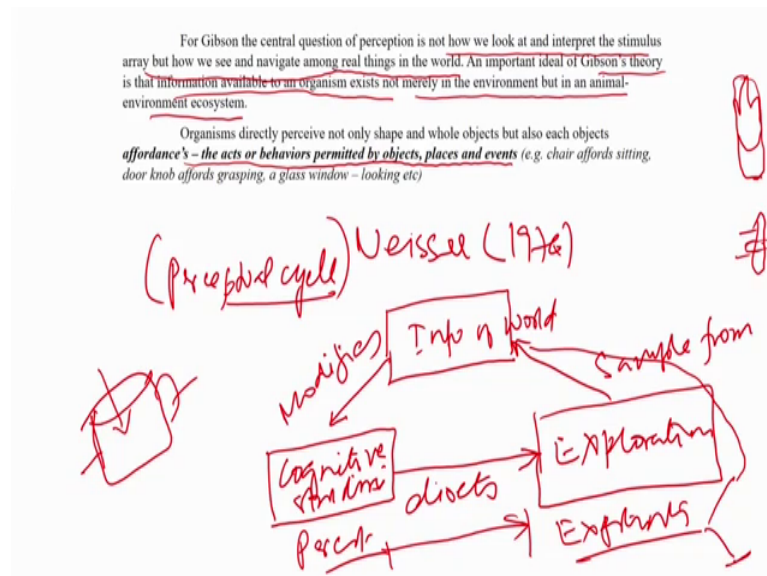 For Gibson the central question of perception is not how we look at and interpret the stimulus
array but how we see and navigate among real things in the world. An important ideal of Gibson's theory
is that information available to an organism exists not merely in the environment but in an animal-
environment ecosystem.
Organisms directly perceive not only shape and whole objects but also each objects
affordance's – the acts or behaviors permitted by objects, places and events (e.g. chair affords sitting,
door knob affords grasping, a glass window – looking etc)
(Perceptual cycle) Neisser (1976)
Info of World
Modifies
Sample from
Cognitive
Exploration
directs